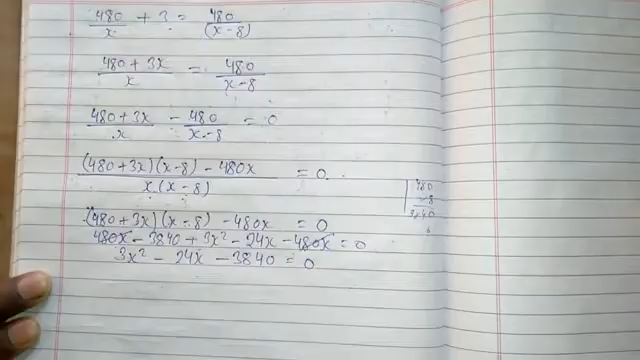 480/x + 3 = 480/(x-8)
480+3x/x = 480/x-8
480+3x/x - 480/x-8 = 0
(480+3x)(x-8) - 480x/x(x-8) = 0.
(480+3x)(x-8) - 480x = 0
480x - 3840 + 3x² - 24x - 480x = 0
3x² - 24x - 3840 = 0
480
8
3840